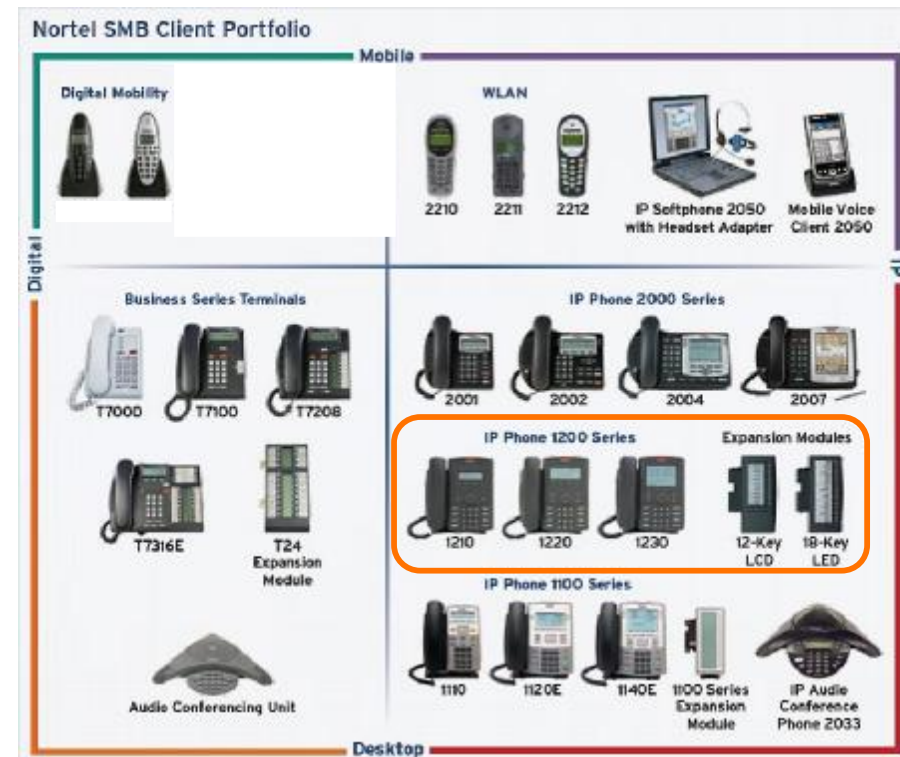 Nortel SMB Client Portfolio
Mobile
Digital Mobility
WLAN
2210
2211
2212
IP Softphone 2050
with Headset Adapter
Mobile Voice
Client 2050
Digital
IP
Business Series Terminals
T7000
T7100
T7208
T7316E
T24
Expansion
Module
Audio Conferencing Unit
IP Phone 2000 Series
2001
2002
2004
2007
IP Phone 1200 Series
Expansion Modules
1210
1220
1230
12-Key
LCD
18-Key
LED
IP Phone 1100 Series
1110
1120E
1140E
1100 Series
Expansion
Module
IP Audio
Conference
Phone 2033
Desktop